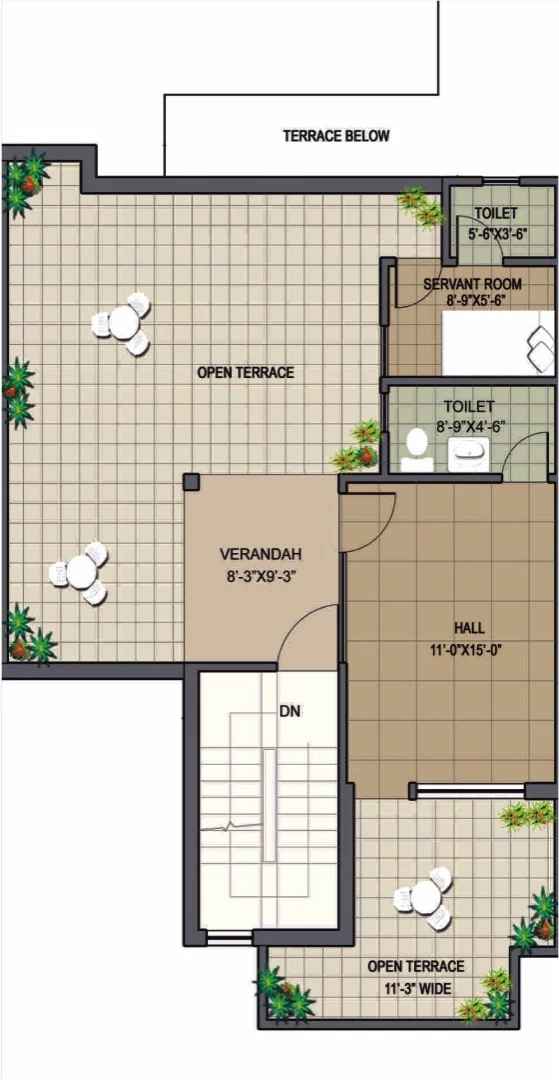 TERRACE BELOW
TOILET
5'-6"X3'-6"
SERVANT ROOM
8'-9"X5'-6"
OPEN TERRACE
TOILET
8'-9"X4'-6"
VERANDAH
8'-3"X9'-3"
HALL
11'-0"X15'-0"
DN
OPEN TERRACE
11'-3" WIDE